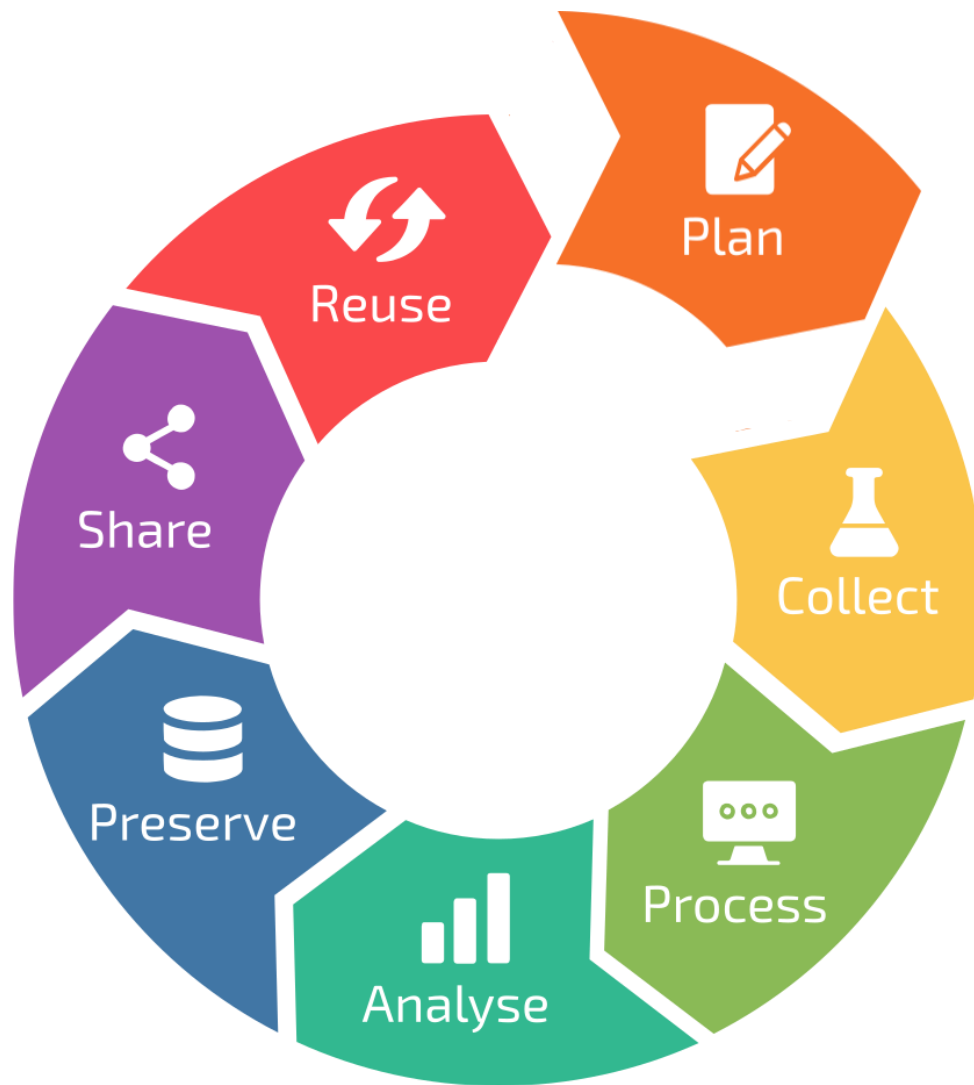 Plan
Collect
Process
Analyse
Preserve
Share
Reuse